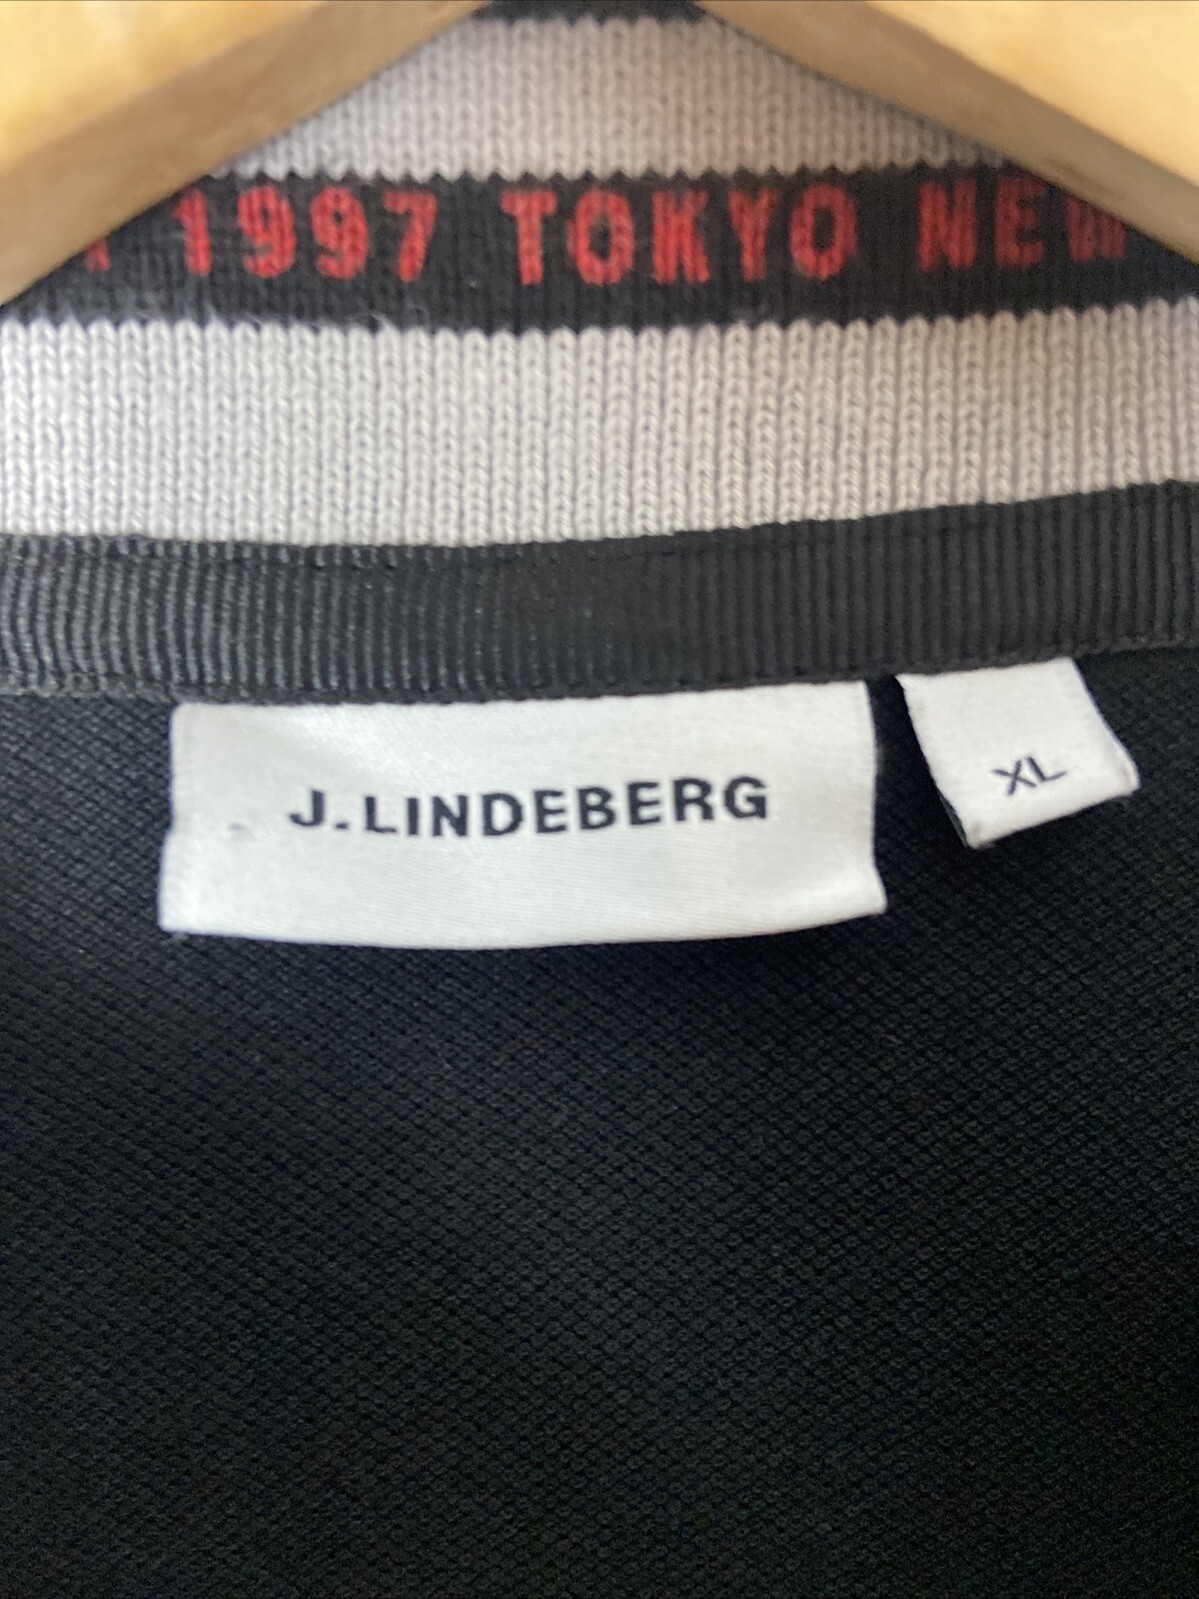 1997 TOKYO NEW
J.LINDEBERG
XL